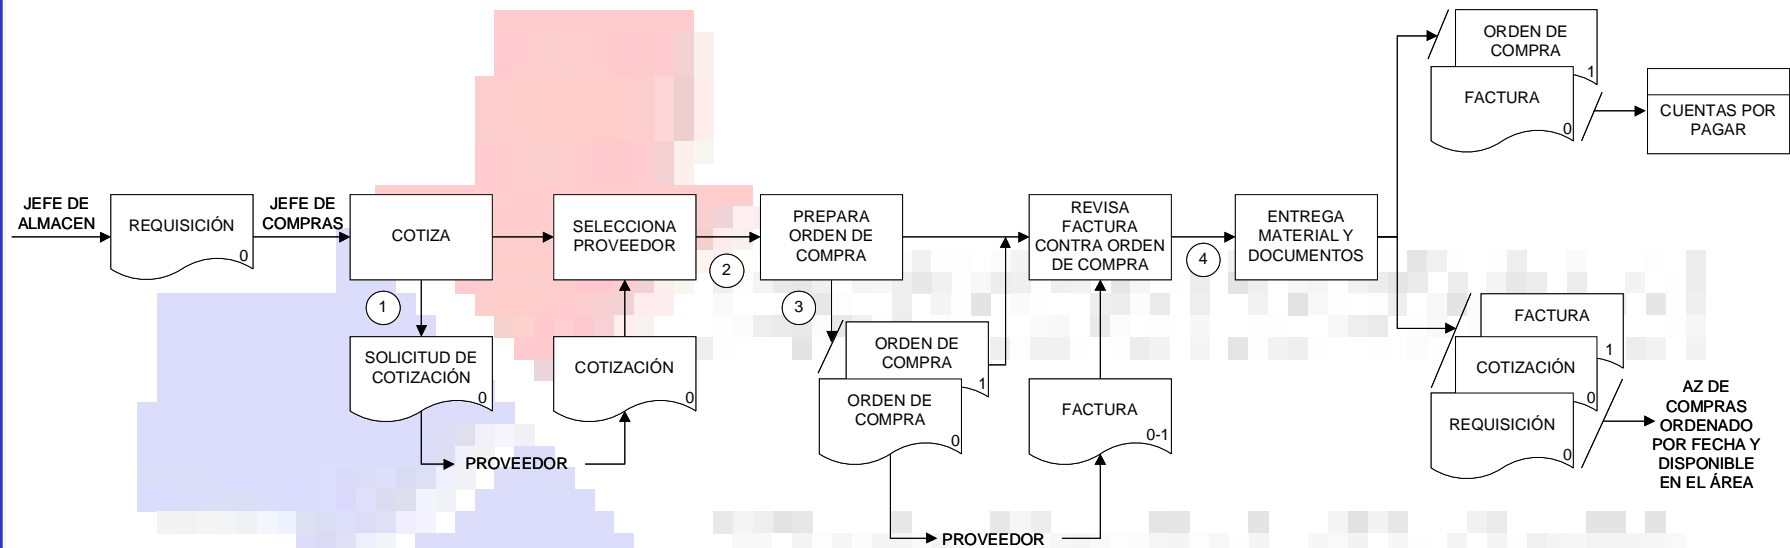 JEFE DE
ALMACEN
REQUISICIÓN
0
JEFE DE
COMPRAS
COTIZA
1
SOLICITUD DE
COTIZACIÓN
0
PROVEEDOR
SELECCIONA
PROVEEDOR
COTIZACIÓN
0
2
PREPARA
ORDEN DE
COMPRA
3
ORDEN DE
COMPRA
1
ORDEN DE
COMPRA
0
PROVEEDOR
REVISA
FACTURA
CONTRA ORDEN
DE COMPRA
FACTURA
0-1
4
ENTREGA
MATERIAL Y
DOCUMENTOS
ORDEN DE
COMPRA
1
FACTURA
0
CUENTAS POR
PAGAR
FACTURA
1
COTIZACIÓN
0
REQUISICIÓN
0
AZ DE
COMPRAS
ORDENADO
POR FECHA Y
DISPONIBLE
EN EL ÁREA